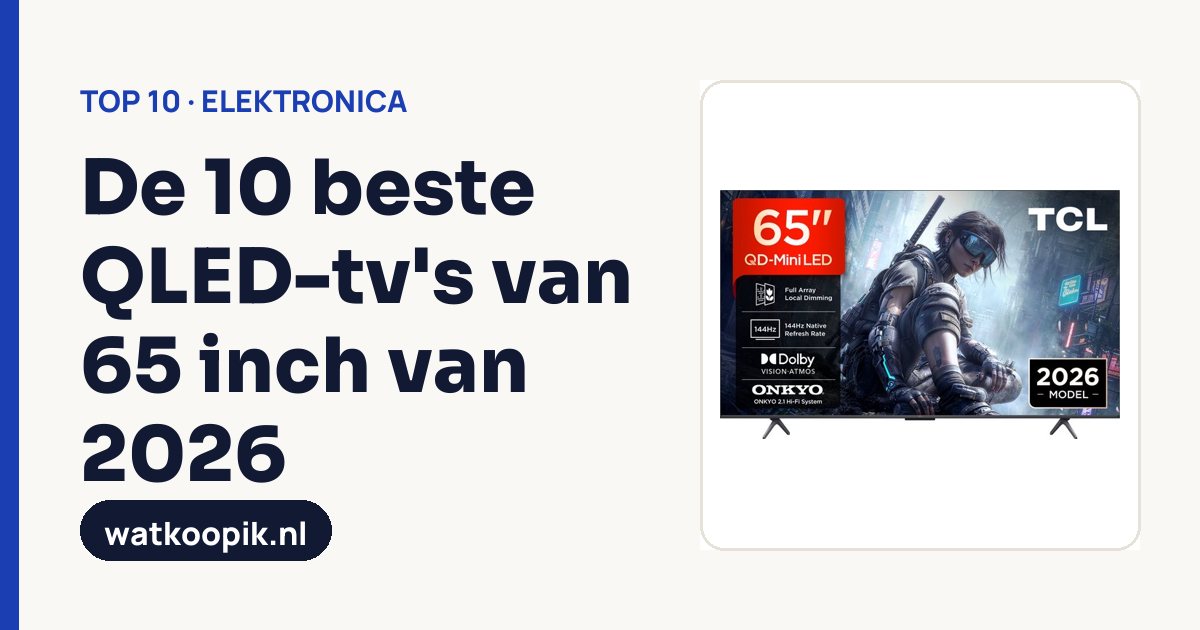 TOP 10 · ELEKTRONICA
De 10 beste
QLED-tv's van
65 inch van
2026
watkoopik.nl
65"
QD-Mini LED
Full Array
Local Dimming
144Hz
144Hz Native
Refresh Rate
Dolby
VISION·ATMOS
ONKYO
ONKYO 2.1 Hi-Fi System
TCL
2026
– MODEL –